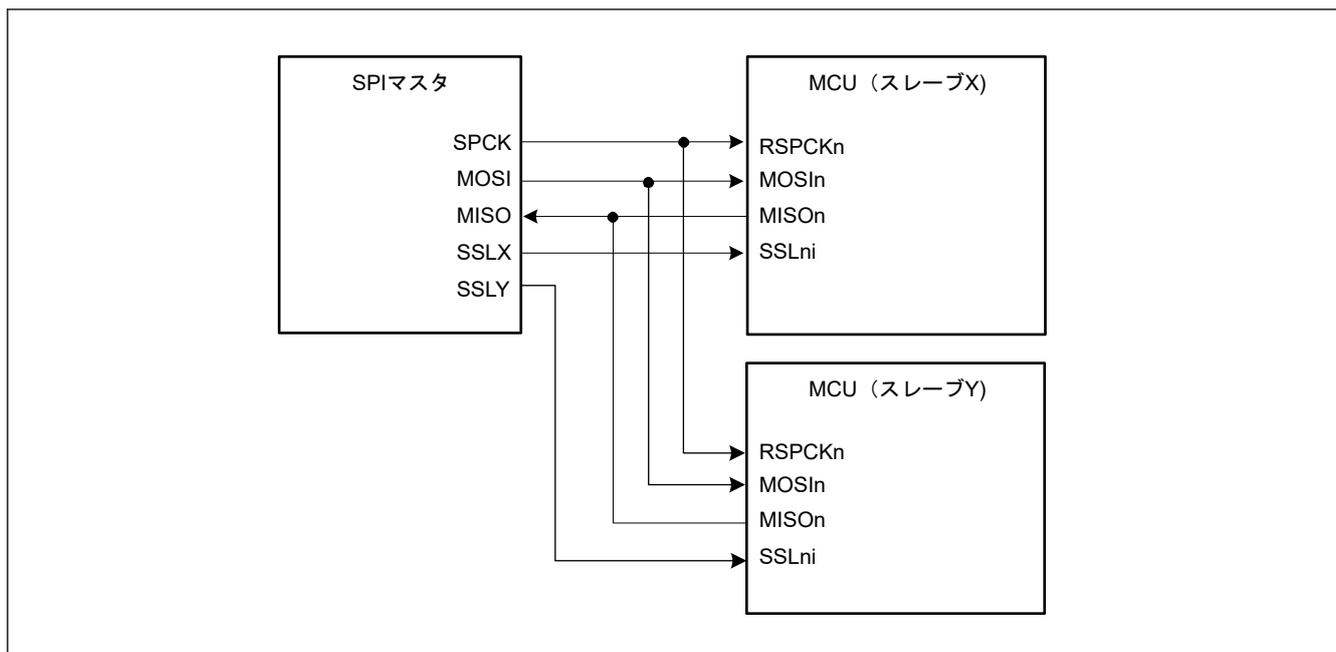 SPIマスタ
SPCK
MOSI
MISO
SSLX
SSLY
MCU（スレーブX)
RSPCKn
MOSIn
MISOn
SSLni
MCU（スレーブY)
RSPCKn
MOSIn
MISOn
SSLni